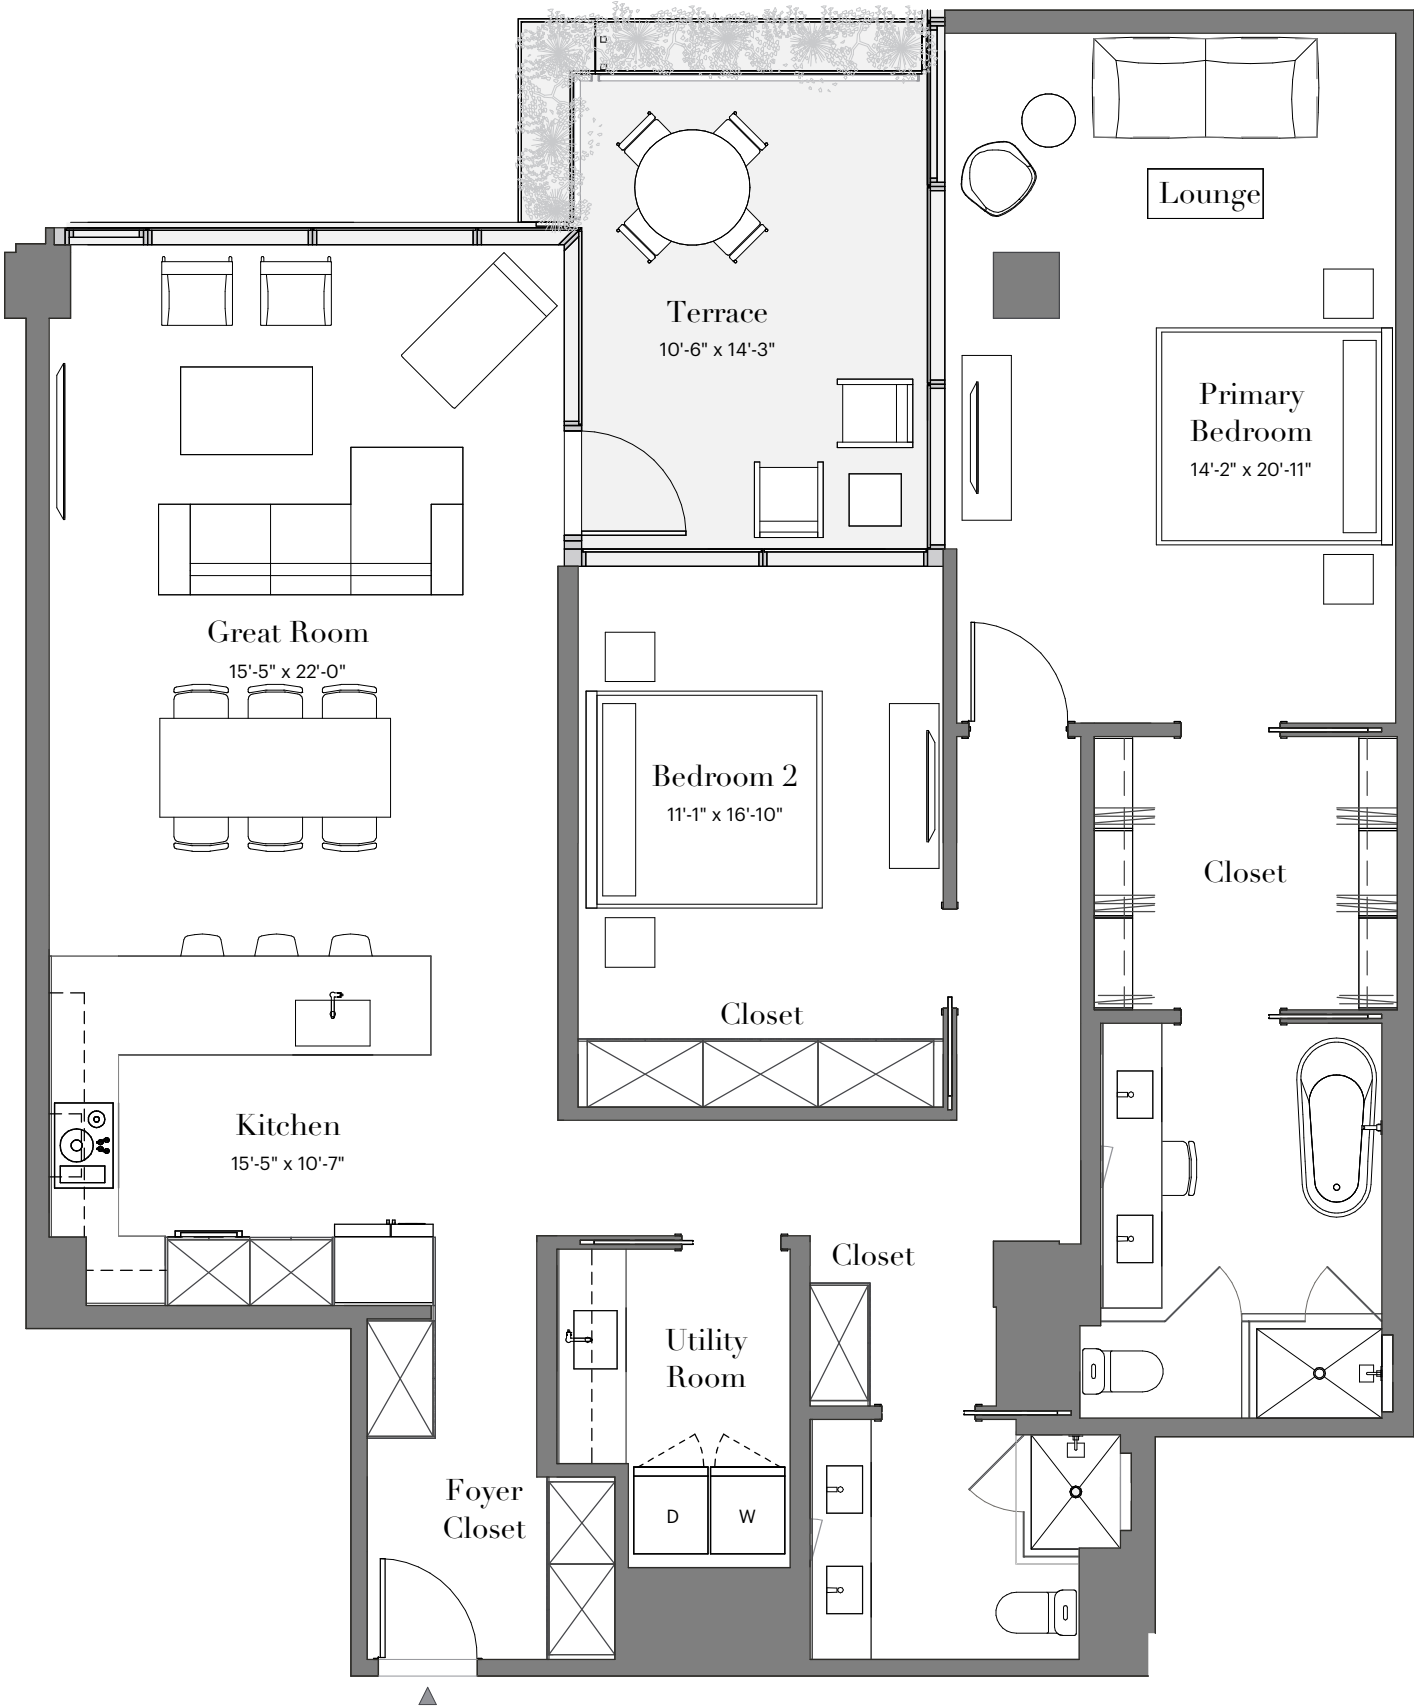 Lounge
Terrace
10'-6" x 14'-3"
Primary
Bedroom
14'-2" x 20'-11"
Great Room
15'-5" x 22'-0"
Bedroom 2
11'-1" x 16'-10"
Closet
Closet
Kitchen
15'-5" x 10'-7"
Closet
Utility
Room
Foyer
Closet
D
W